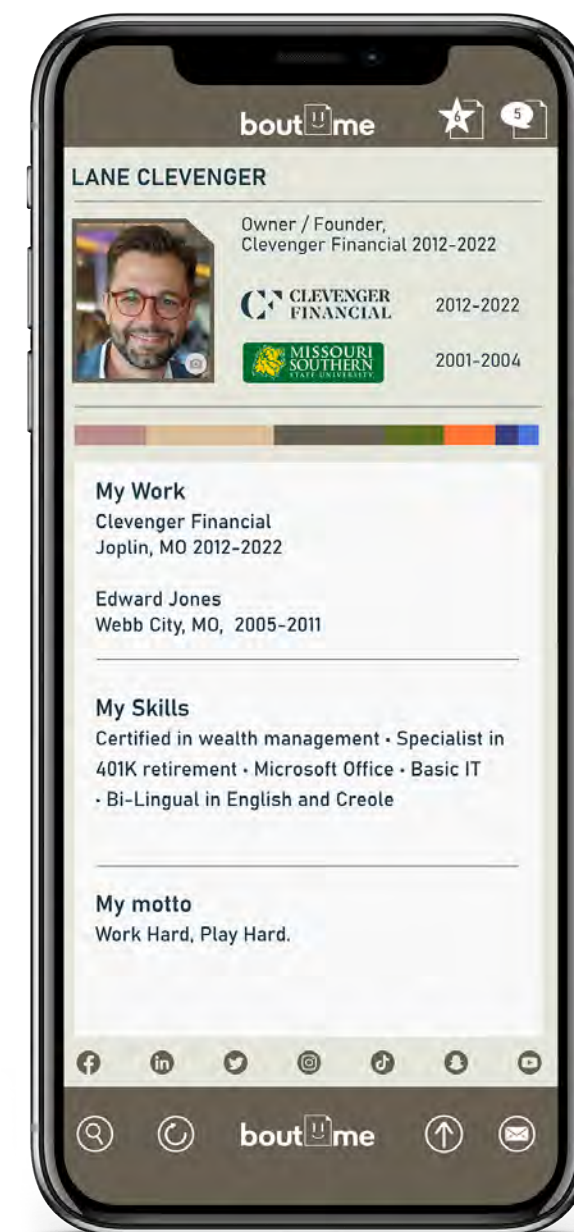 bout me
6
5
LANE CLEVENGER
Owner / Founder,
Clevenger Financial 2012-2022
CF CLEVENGER
FINANCIAL
2012-2022
MISSOURI
SOUTHERN
STATE UNIVERSITY
2001-2004
My Work
Clevenger Financial
Joplin, MO 2012-2022
Edward Jones
Webb City, MO, 2005-2011
My Skills
Certified in wealth management • Specialist in
401K retirement • Microsoft Office • Basic IT
• Bi-Lingual in English and Creole
My motto
Work Hard, Play Hard.
in
bout me